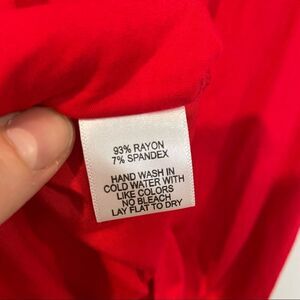 93% RAYON
7% SPANDEX
HAND WASH IN
COLD WATER WITH
LIKE COLORS
NO BLEACH
LAY FLAT TO DRY